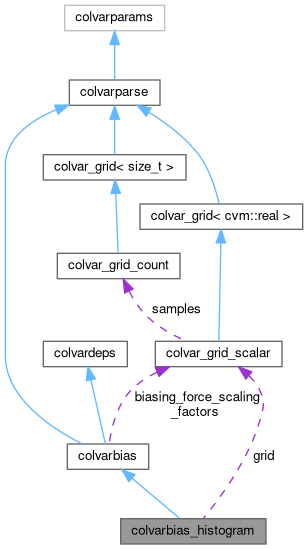 colvarparams
colvarparse
colvar_grid< size_t >
colvar_grid< cvm::real >
colvar_grid_count
samples
colvardeps
colvar_grid_scalar
biasing_force_scaling
_factors
colvarbias
grid
colvarbias_histogram